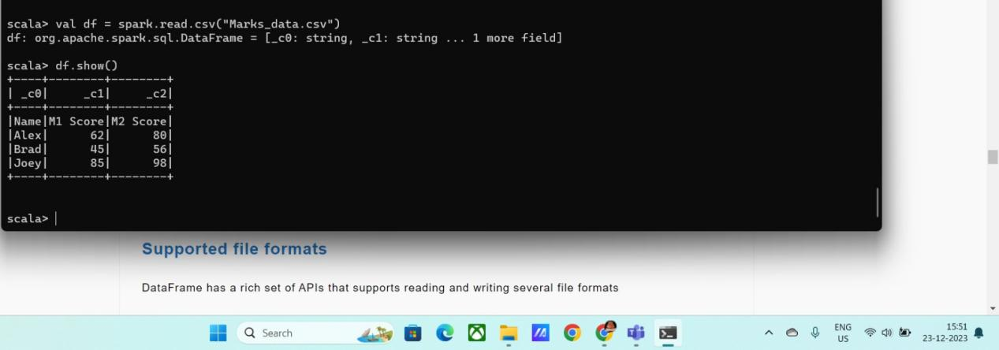 scala> val df = spark.read.csv("Marks_data.csv")
df: org.apache.spark.sql.DataFrame = [_c0: string, _c1: string ... 1 more field]
scala> df.show()
+----+--------+--------+
| _c0|     _c1|     _c2|
+----+--------+--------+
|Name|M1 Score|M2 Score|
|Alex|      62|      80|
|Brad|      45|      56|
|Joey|      85|      98|
+----+--------+--------+
scala>
Supported file formats
DataFrame has a rich set of APIs that supports reading and writing several file formats
Search
ENG
US
15:51
23-12-2023